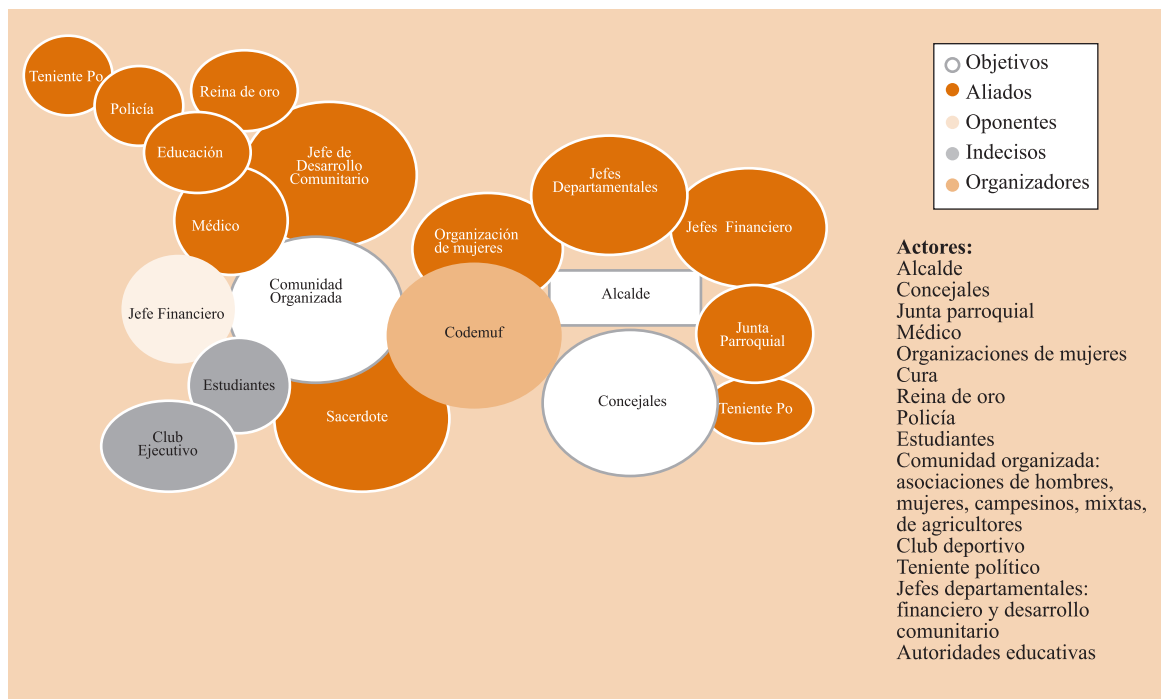 Teniente Po
Policía
Reina de oro
Educación
Jefe de
Desarrollo
Comunitario
Médico
Organización
de mujeres
Jefes
Departamentales
Jefes Financiero
Comunidad
Organizada
Alcalde
Jefe Financiero
Codemuf
Junta
Parroquial
Estudiantes
Concejales
Teniente Po
Sacerdote
Club
Ejecutivo
Objetivos
Aliados
Oponentes
Indecisos
Organizadores
Actores:
Alcalde
Concejales
Junta parroquial
Médico
Organizaciones de mujeres
Cura
Reina de oro
Policía
Estudiantes
Comunidad organizada:
asociaciones de hombres,
mujeres, campesinos, mixtas,
de agricultores
Club deportivo
Teniente político
Jefes departamentales:
financiero y desarrollo
comunitario
Autoridades educativas